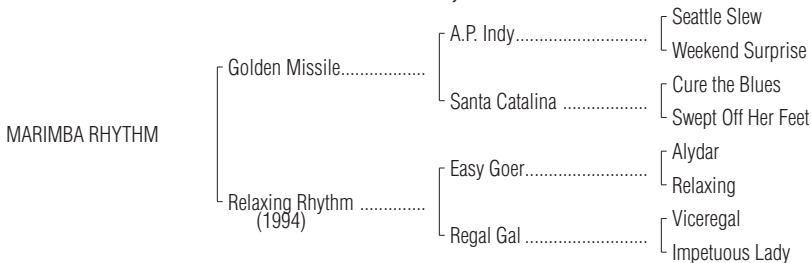 Seattle Slew
A.P. Indy..............................
Weekend Surprise
Golden Missile..................
Cure the Blues
Santa Catalina ...................
Swept Off Her Feet
MARIMBA RHYTHM
Alydar
Easy Goer...........................
Relaxing
Relaxing Rhythm ..............
(1994)
Viceregal
Regal Gal ...........................
Impetuous Lady